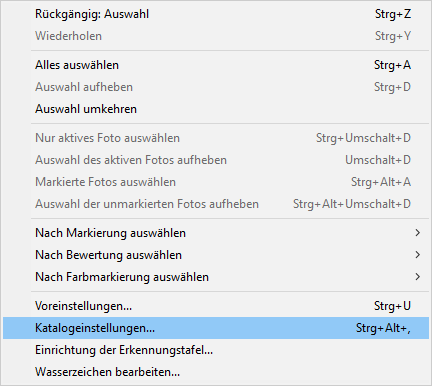 Rückgängig: Auswahl Strg+Z
Wiederholen Strg+Y
Alles auswählen Strg+A
Auswahl aufheben Strg+D
Auswahl umkehren
Nur aktives Foto auswählen Strg+Umschalt+D
Auswahl des aktiven Fotos aufheben Umschalt+D
Markierte Fotos auswählen Strg+Alt+A
Auswahl der unmarkierten Fotos aufheben Strg+Alt+Umschalt+D
Nach Markierung auswählen
Nach Bewertung auswählen
Nach Farbmarkierung auswählen
Voreinstellungen... Strg+U
Katalogeinstellungen... Strg+Alt+,
Einrichtung der Erkennungstafel...
Wasserzeichen bearbeiten...